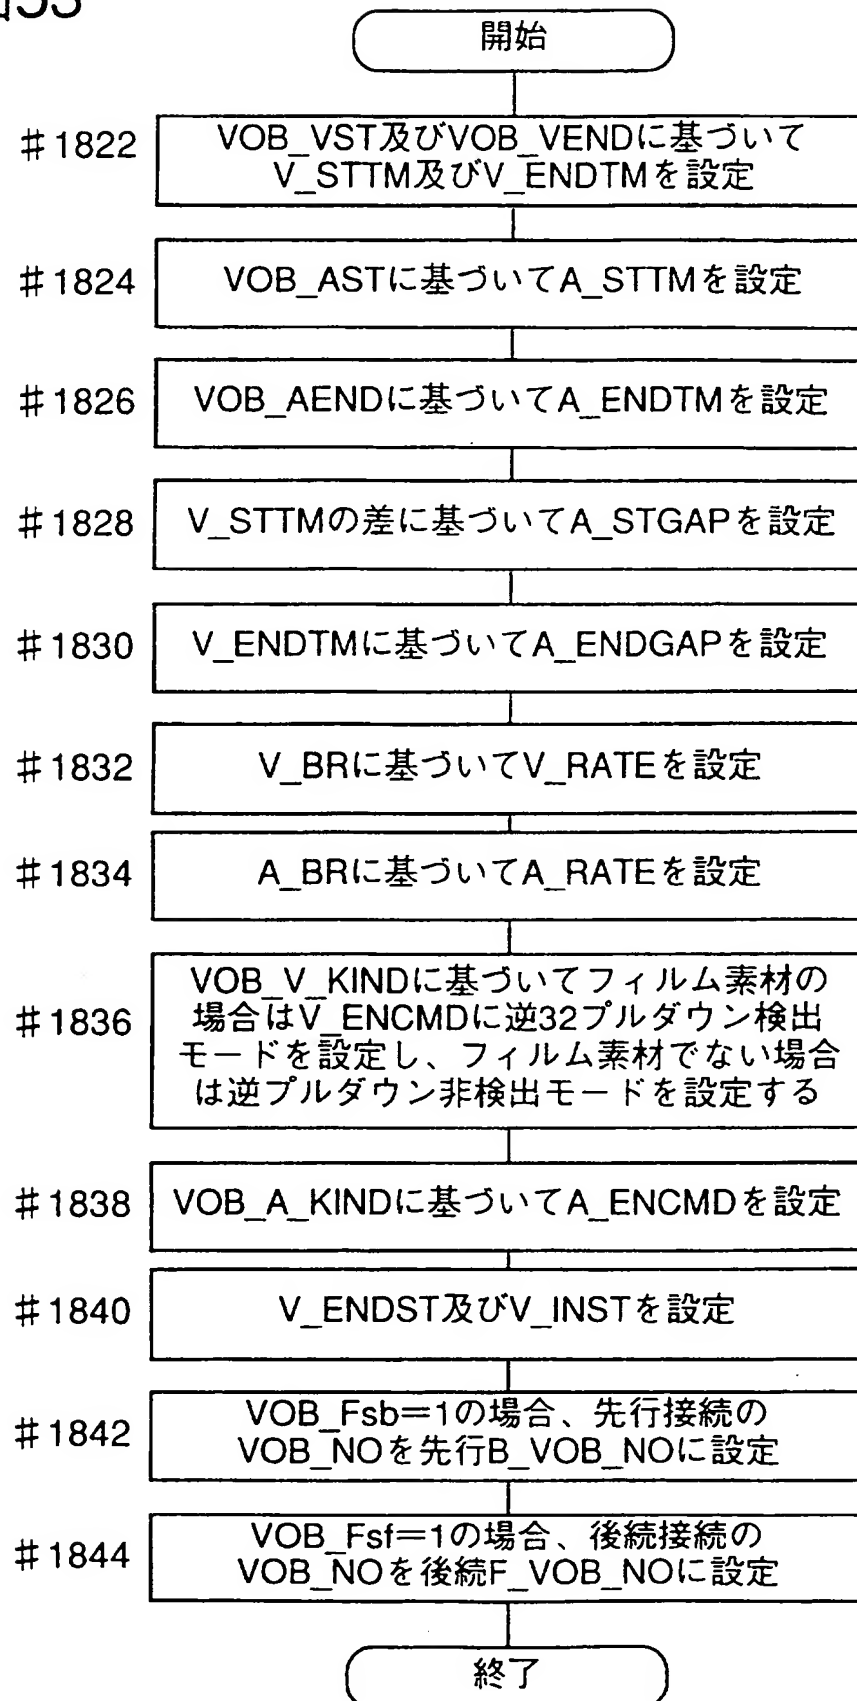 図53
開始
#1822
VOB_VST及びVOB_VENDに基づいて
V_STTM及びV_ENDTMを設定
#1824
VOB_ASTに基づいてA_STTMを設定
#1826
VOB_AENDに基づいてA_ENDTMを設定
#1828
V_STTMの差に基づいてA_STGAPを設定
#1830
V_ENDTMに基づいてA_ENDGAPを設定
#1832
V_BRに基づいてV_RATEを設定
#1834
A_BRに基づいてA_RATEを設定
#1836
VOB_V_KINDに基づいてフィルム素材の
場合はV_ENCMDに逆32プルダウン検出
モードを設定し、フィルム素材でない場合
は逆プルダウン非検出モードを設定する
#1838
VOB_A_KINDに基づいてA_ENCMDを設定
#1840
V_ENDST及びV_INSTを設定
#1842
VOB_Fsb=1の場合、先行接続の
VOB_NOを先行B_VOB_NOに設定
#1844
VOB_Fsf=1の場合、後続接続の
VOB_NOを後続F_VOB_NOに設定
終了